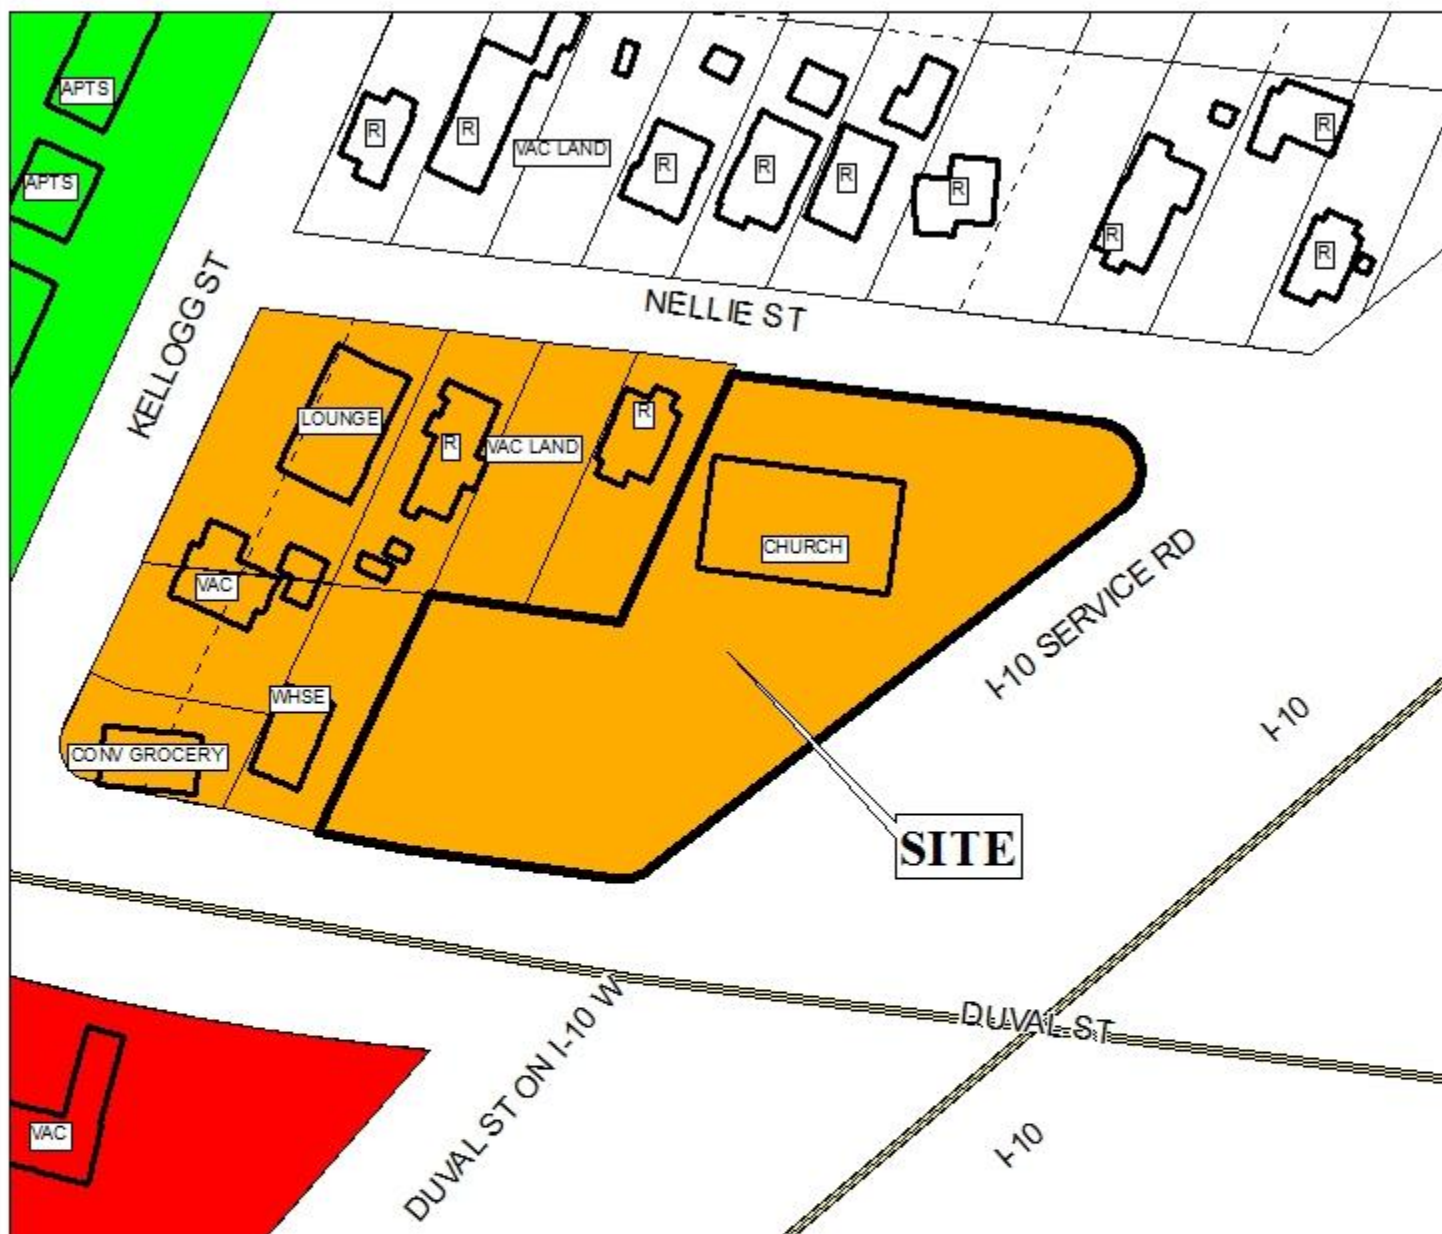 APTS
R
R
VAC LAND
R
R
R
R
R
R
R
APTS
KELLOGG ST
NELLIE ST
LOUNGE
R
VAC LAND
R
CHURCH
VAC
WHSE
CONV GROCERY
I-10 SERVICE RD
I-10
SITE
DUVAL ST
DUVAL ST ON I-10 W
VAC
I-10